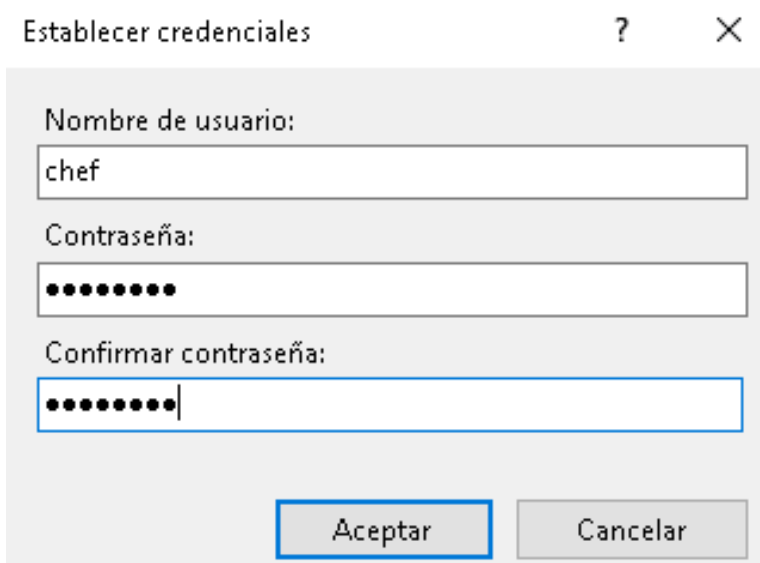 Establecer credenciales ?
Nombre de usuario:
chef
Contraseña:
●●●●●●●●
Confirmar contraseña:
●●●●●●●●
Aceptar Cancelar